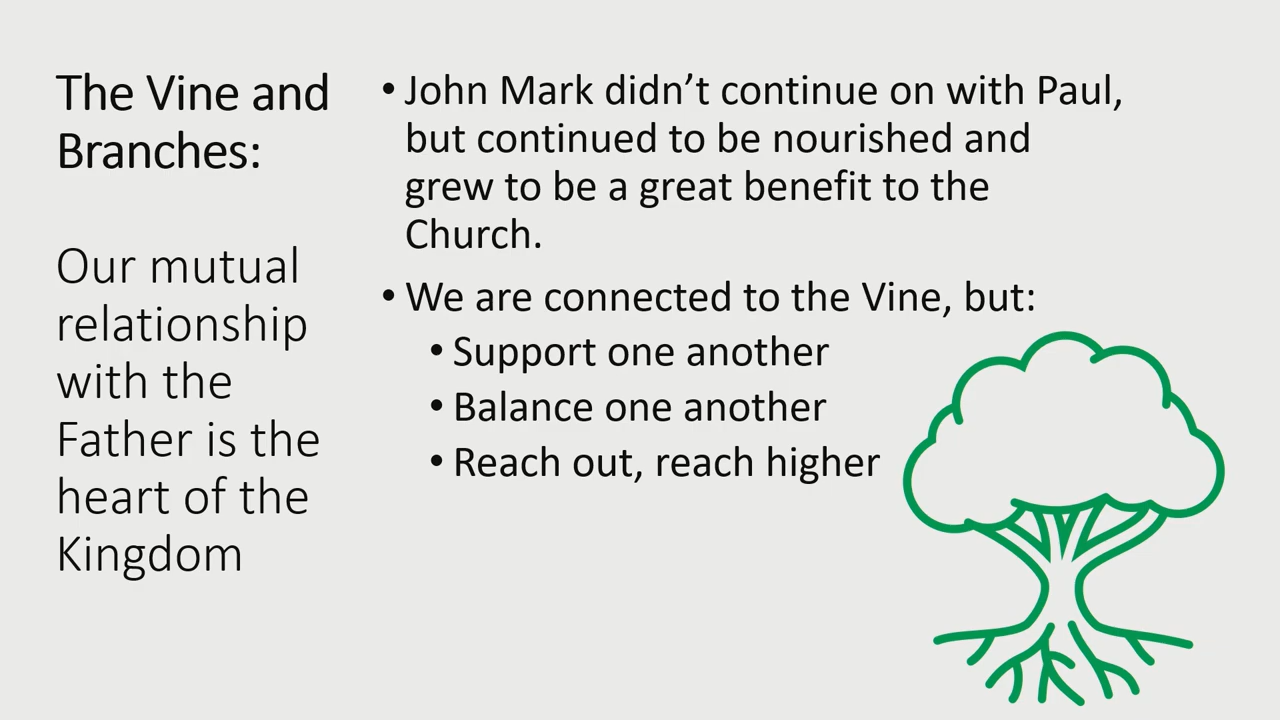 The Vine and
Branches:
Our mutual
relationship
with the
Father is the
heart of the
Kingdom
• John Mark didn’t continue on with Paul,
but continued to be nourished and
grew to be a great benefit to the
Church.
• We are connected to the Vine, but:
• Support one another
• Balance one another
• Reach out, reach higher